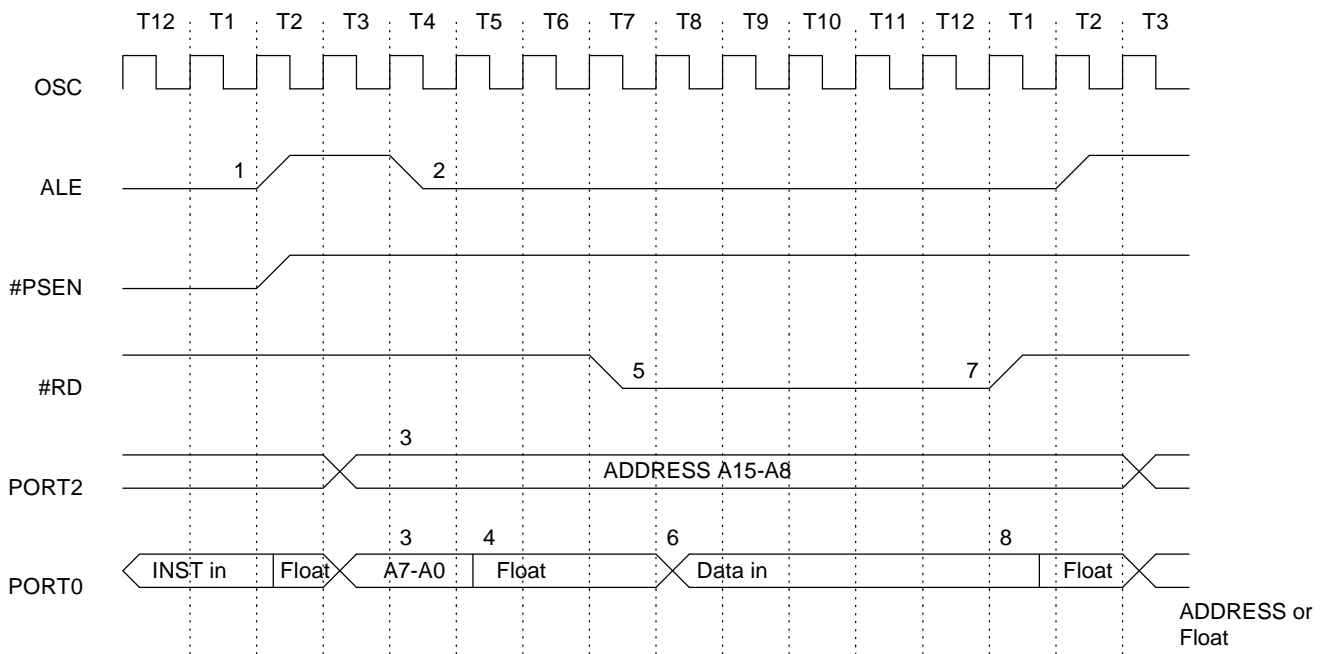 T12 T1 T2 T3 T4 T5 T6 T7 T8 T9 T10 T11 T12 T1 T2 T3
OSC
1 2
ALE
#PSEN
5 7
#RD
3
ADDRESS A15-A8
PORT2
3 4 6 8
INST in Float A7-A0 Float Data in Float
PORT0
ADDRESS or
Float